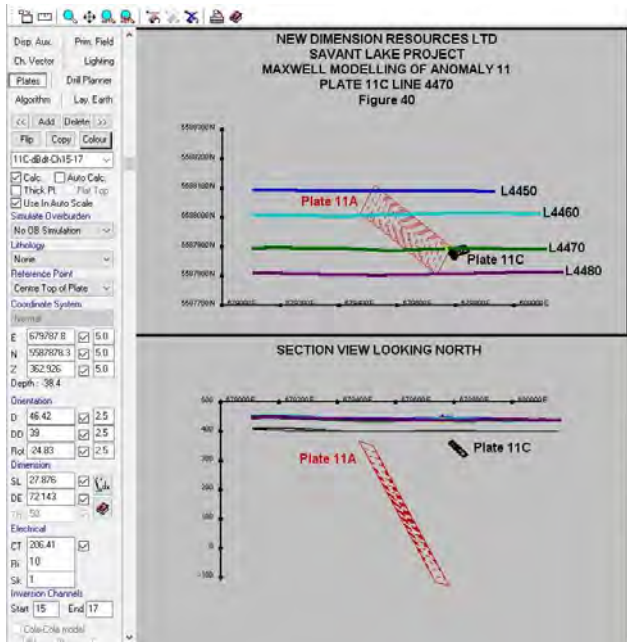 Disp. Aux. Prim. Field
Ch. Vector Lighting
Plates Drill Planner
Algorithm Lay. Earth
<< Add Delete >>
Flip Copy Colour
11C-dBdt-Ch15-17
Calc. Auto Calc.
Thick Pl. Flat Top
Use In Auto Scale
Simulate Overburden
No OB Simulation
Lithology
None
Reference Point
Centre Top of Plate
Coordinate System
Normal
E 679787.8 5.0
N 5587878.3 5.0
Z 362.926 5.0
Depth: -38.4
Orientation
D 46.42 2.5
DD 39 2.5
Rot -24.83 2.5
Dimension
SL 27.876
DE 72.143
TH 50
Electrical
CT 206.41
Ri 10
Sk 1
Inversion Channels
Start 15 End 17
Cole-Cole model
NEW DIMENSION RESOURCES LTD
SAVANT LAKE PROJECT
MAXWELL MODELLING OF ANOMALY 11
PLATE 11C LINE 4470
Figure 40
L4450
Plate 11A
L4460
L4470
Plate 11C
L4480
SECTION VIEW LOOKING NORTH
500
400
Plate 11C
Plate 11A
300
200
100
0
-100